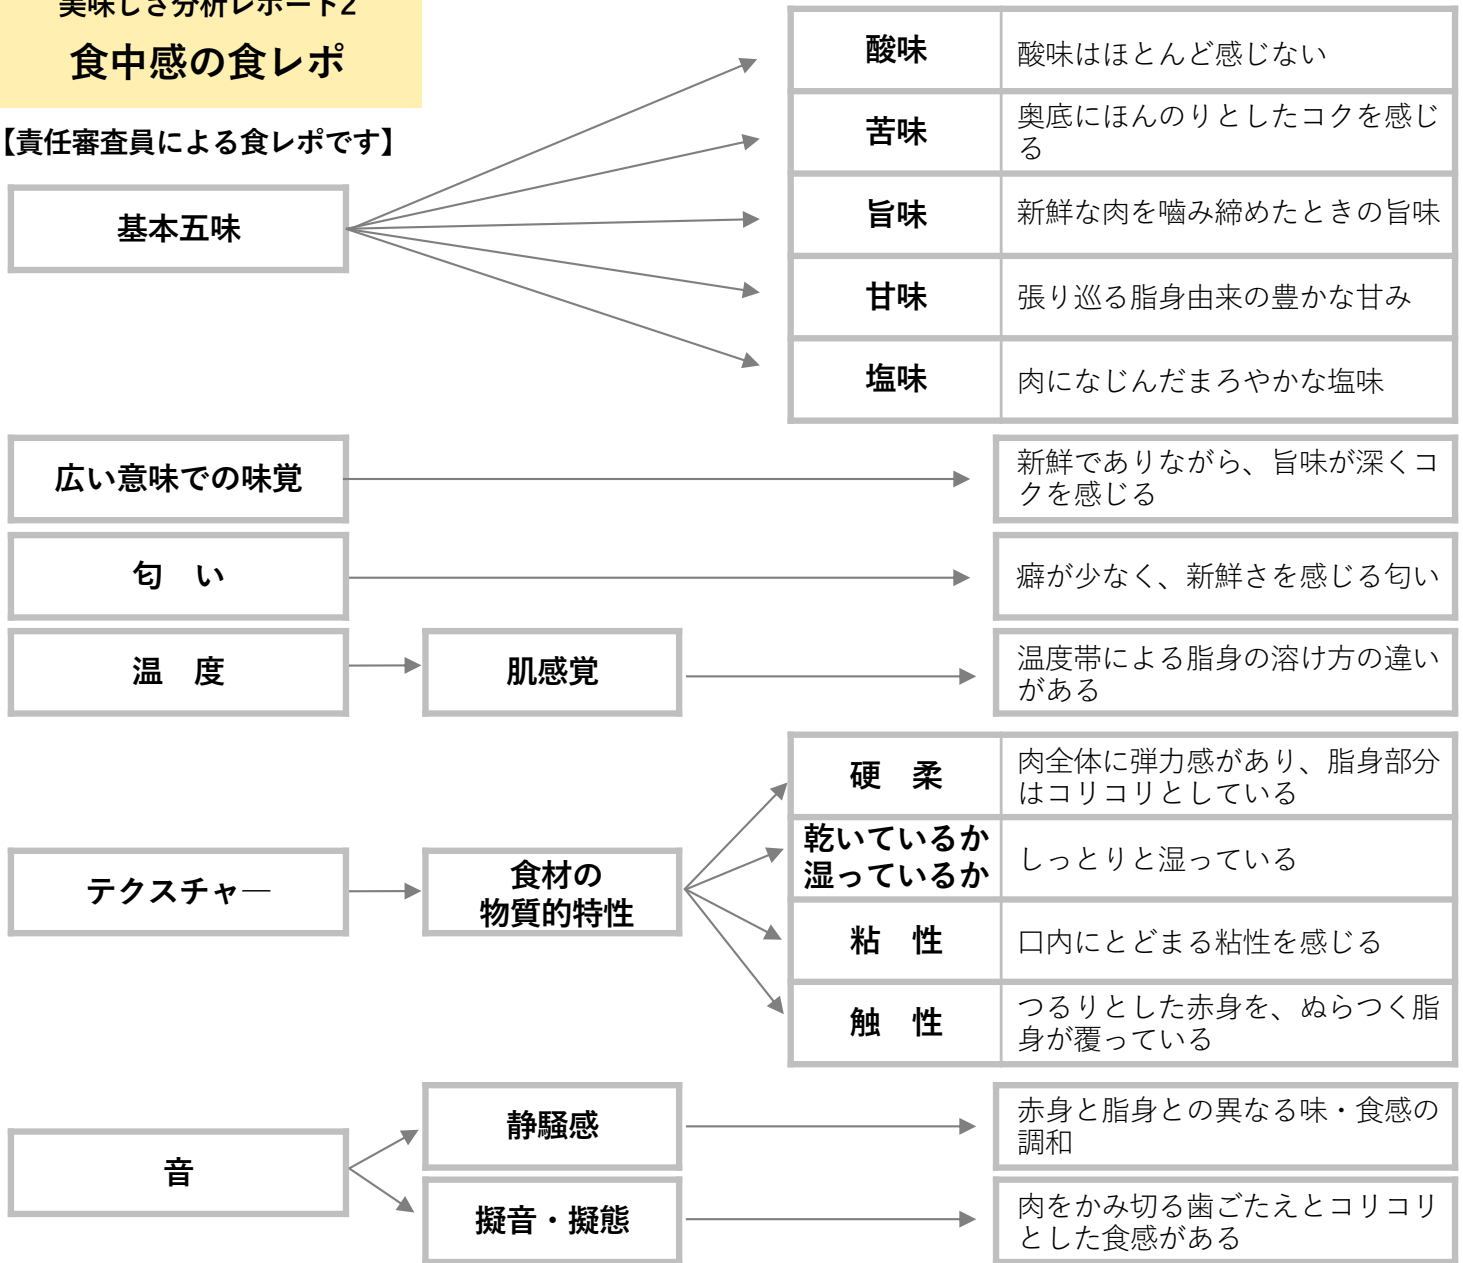 美味しさ分析レポート2
食中感の食レポ
【責任審査員による食レポです】
基本五味
酸味
酸味はほとんど感じない
苦味
奥底にほんのりとしたコクを感じ
る
旨味
新鮮な肉を嚙み締めたときの旨味
甘味
張り巡る脂身由来の豊かな甘み
塩味
肉になじんだまろやかな塩味
広い意味での味覚
新鮮でありながら、旨味が深くコ
クを感じる
匂　い
癖が少なく、新鮮さを感じる匂い
温　度
肌感覚
温度帯による脂身の溶け方の違い
がある
テクスチャ―
食材の
物質的特性
硬　柔
肉全体に弾力感があり、脂身部分
はコリコリとしている
乾いているか
湿っているか
しっとりと湿っている
粘　性
口内にとどまる粘性を感じる
触　性
つるりとした赤身を、ぬらつく脂
身が覆っている
音
静騒感
赤身と脂身との異なる味・食感の
調和
擬音・擬態
肉をかみ切る歯ごたえとコリコリ
とした食感がある